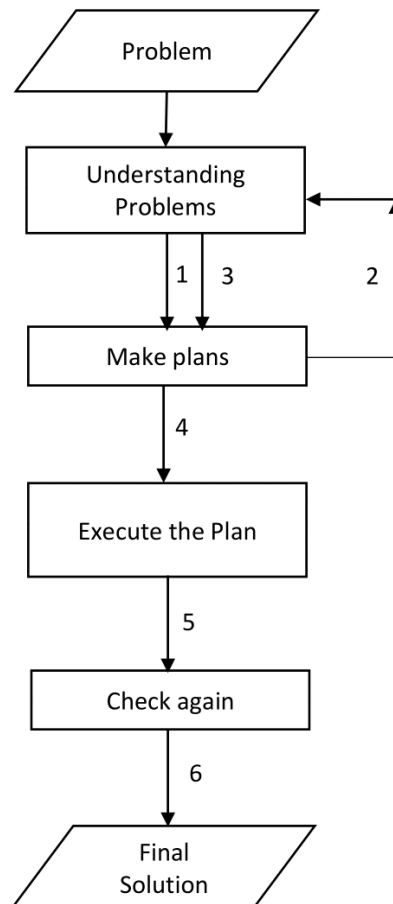 Problem
Understanding
Problems
1
3
2
Make plans
4
Execute the Plan
5
Check again
6
Final
Solution